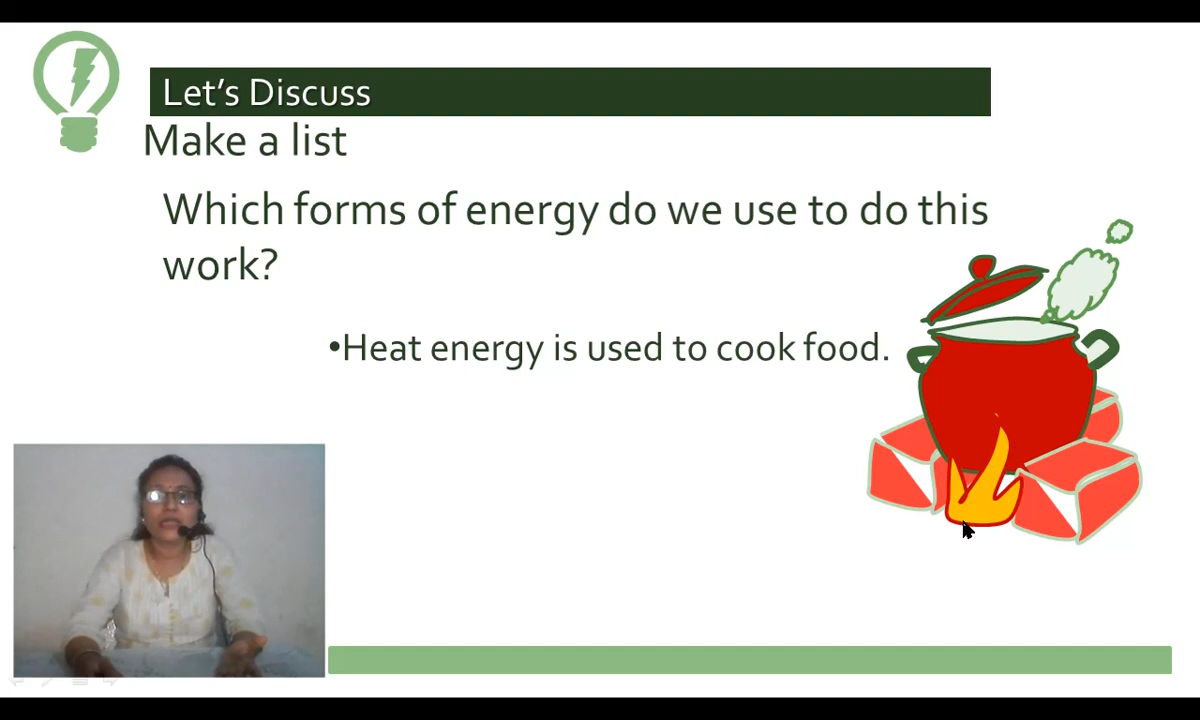 Let's Discuss
Make a list
Which forms of energy do we use to do this
work?
•Heat energy is used to cook food.